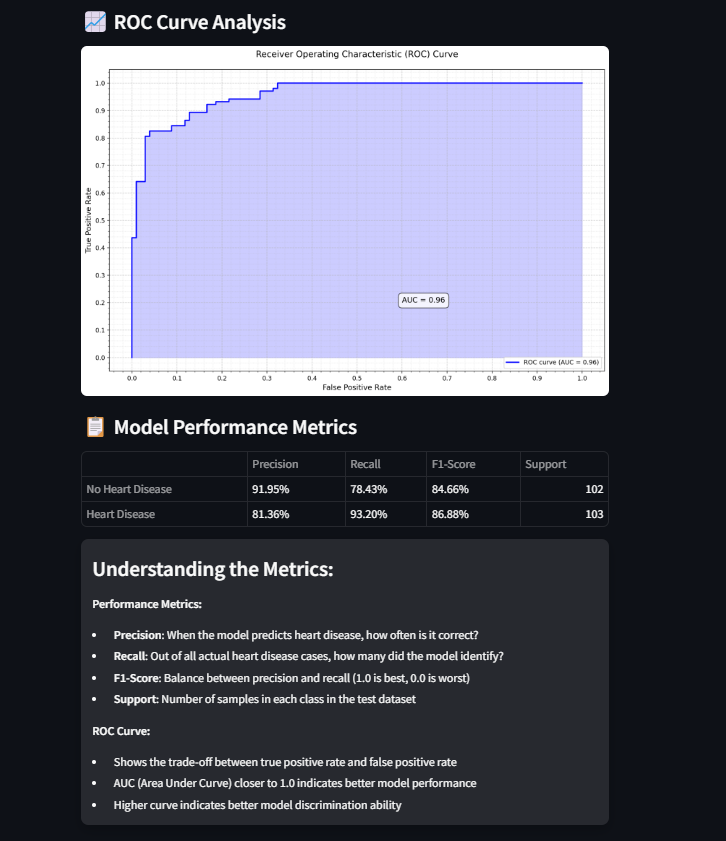 📈 ROC Curve Analysis
Receiver Operating Characteristic (ROC) Curve
True Positive Rate
1.0
0.9
0.8
0.7
0.6
0.5
0.4
0.3
0.2
0.1
0.0
AUC = 0.96
ROC curve (AUC = 0.96)
0.0 0.1 0.2 0.3 0.4 0.5 0.6 0.7 0.8 0.9 1.0
False Positive Rate
📋 Model Performance Metrics
Precision Recall F1-Score Support
No Heart Disease 91.95% 78.43% 84.66% 102
Heart Disease 81.36% 93.20% 86.88% 103
Understanding the Metrics:
Performance Metrics:
• Precision: When the model predicts heart disease, how often is it correct?
• Recall: Out of all actual heart disease cases, how many did the model identify?
• F1-Score: Balance between precision and recall (1.0 is best, 0.0 is worst)
• Support: Number of samples in each class in the test dataset
ROC Curve:
• Shows the trade-off between true positive rate and false positive rate
• AUC (Area Under Curve) closer to 1.0 indicates better model performance
• Higher curve indicates better model discrimination ability